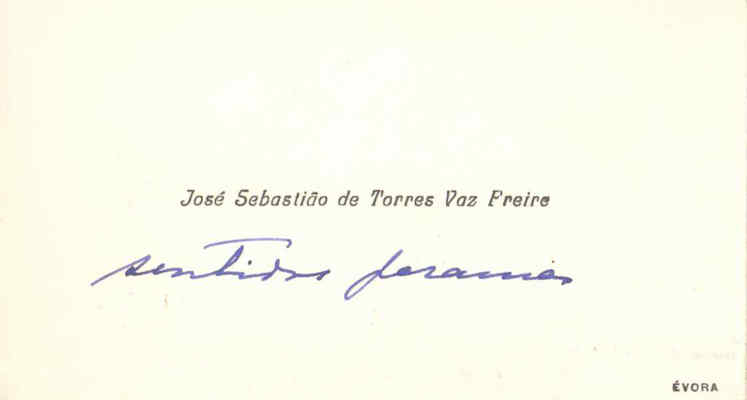 José Sebastião de Torres Vaz Freire
sentidos pesames
ÉVORA